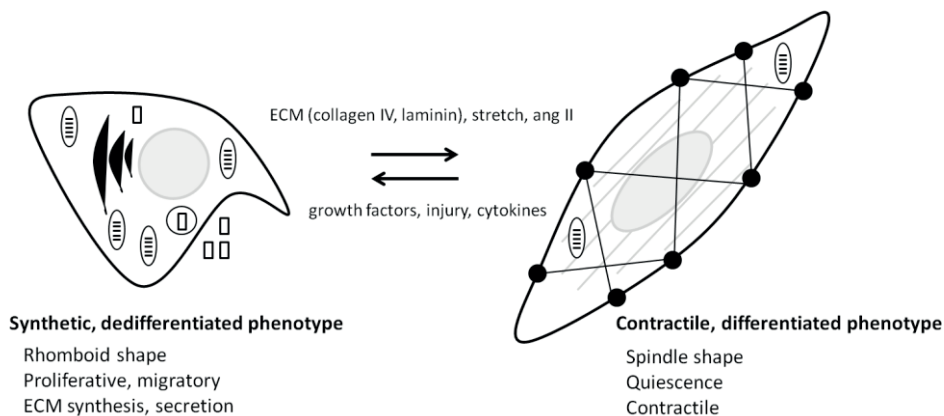 ECM (collagen IV, laminin), stretch, ang II
growth factors, injury, cytokines
Synthetic, dedifferentiated phenotype
Rhomboid shape
Proliferative, migratory
ECM synthesis, secretion
Contractile, differentiated phenotype
Spindle shape
Quiescence
Contractile